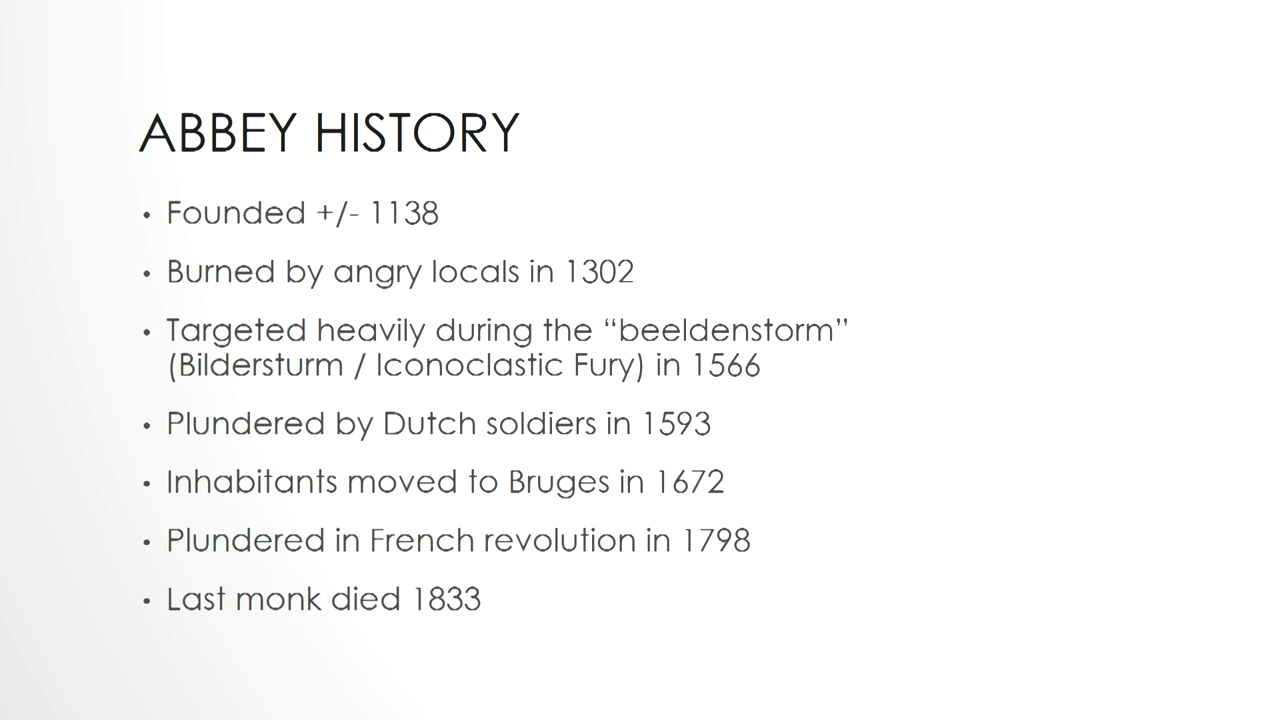 ABBEY HISTORY
• Founded +/- 1138
• Burned by angry locals in 1302
• Targeted heavily during the “beeldenstorm”
(Bildersturm / Iconoclastic Fury) in 1566
• Plundered by Dutch soldiers in 1593
• Inhabitants moved to Bruges in 1672
• Plundered in French revolution in 1798
• Last monk died 1833